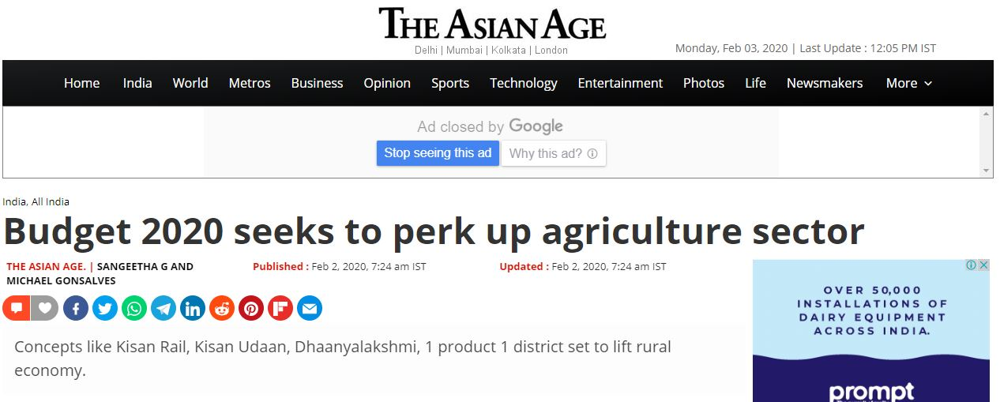 THE ASIAN AGE
Delhi | Mumbai | Kolkata | London
Monday, Feb 03, 2020 | Last Update : 12:05 PM IST
Home India World Metros Business Opinion Sports Technology Entertainment Photos Life Newsmakers More
Ad closed by Google
Stop seeing this ad Why this ad?
India, All India
Budget 2020 seeks to perk up agriculture sector
THE ASIAN AGE. | SANGEETHA G AND
MICHAEL GONSALVES
Published : Feb 2, 2020, 7:24 am IST
Updated : Feb 2, 2020, 7:24 am IST
Concepts like Kisan Rail, Kisan Udaan, Dhaanyalakshmi, 1 product 1 district set to lift rural
economy.
OVER 50,000
INSTALLATIONS OF
DAIRY EQUIPMENT
ACROSS INDIA.
prompt